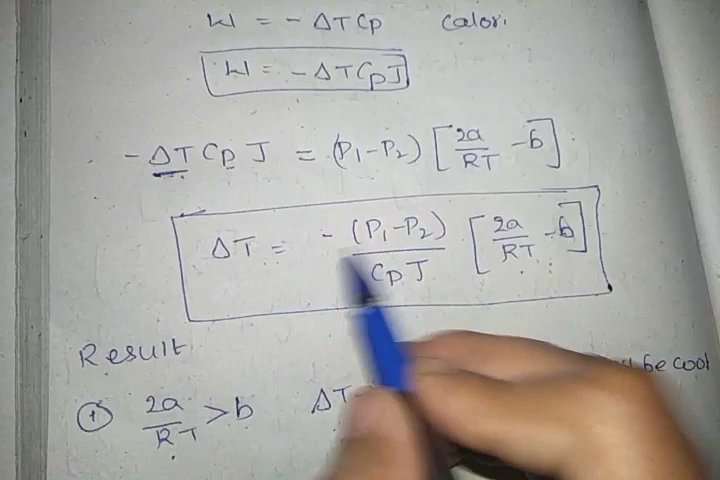 W = - ΔT Cp calori.
W = - ΔT Cp J
- ΔT Cp J = (P₁-P₂) [2a/RT - b]
ΔT = - (P₁-P₂)/CpJ [2a/RT - b]
Result
① 2a/RT > b ΔT be cool